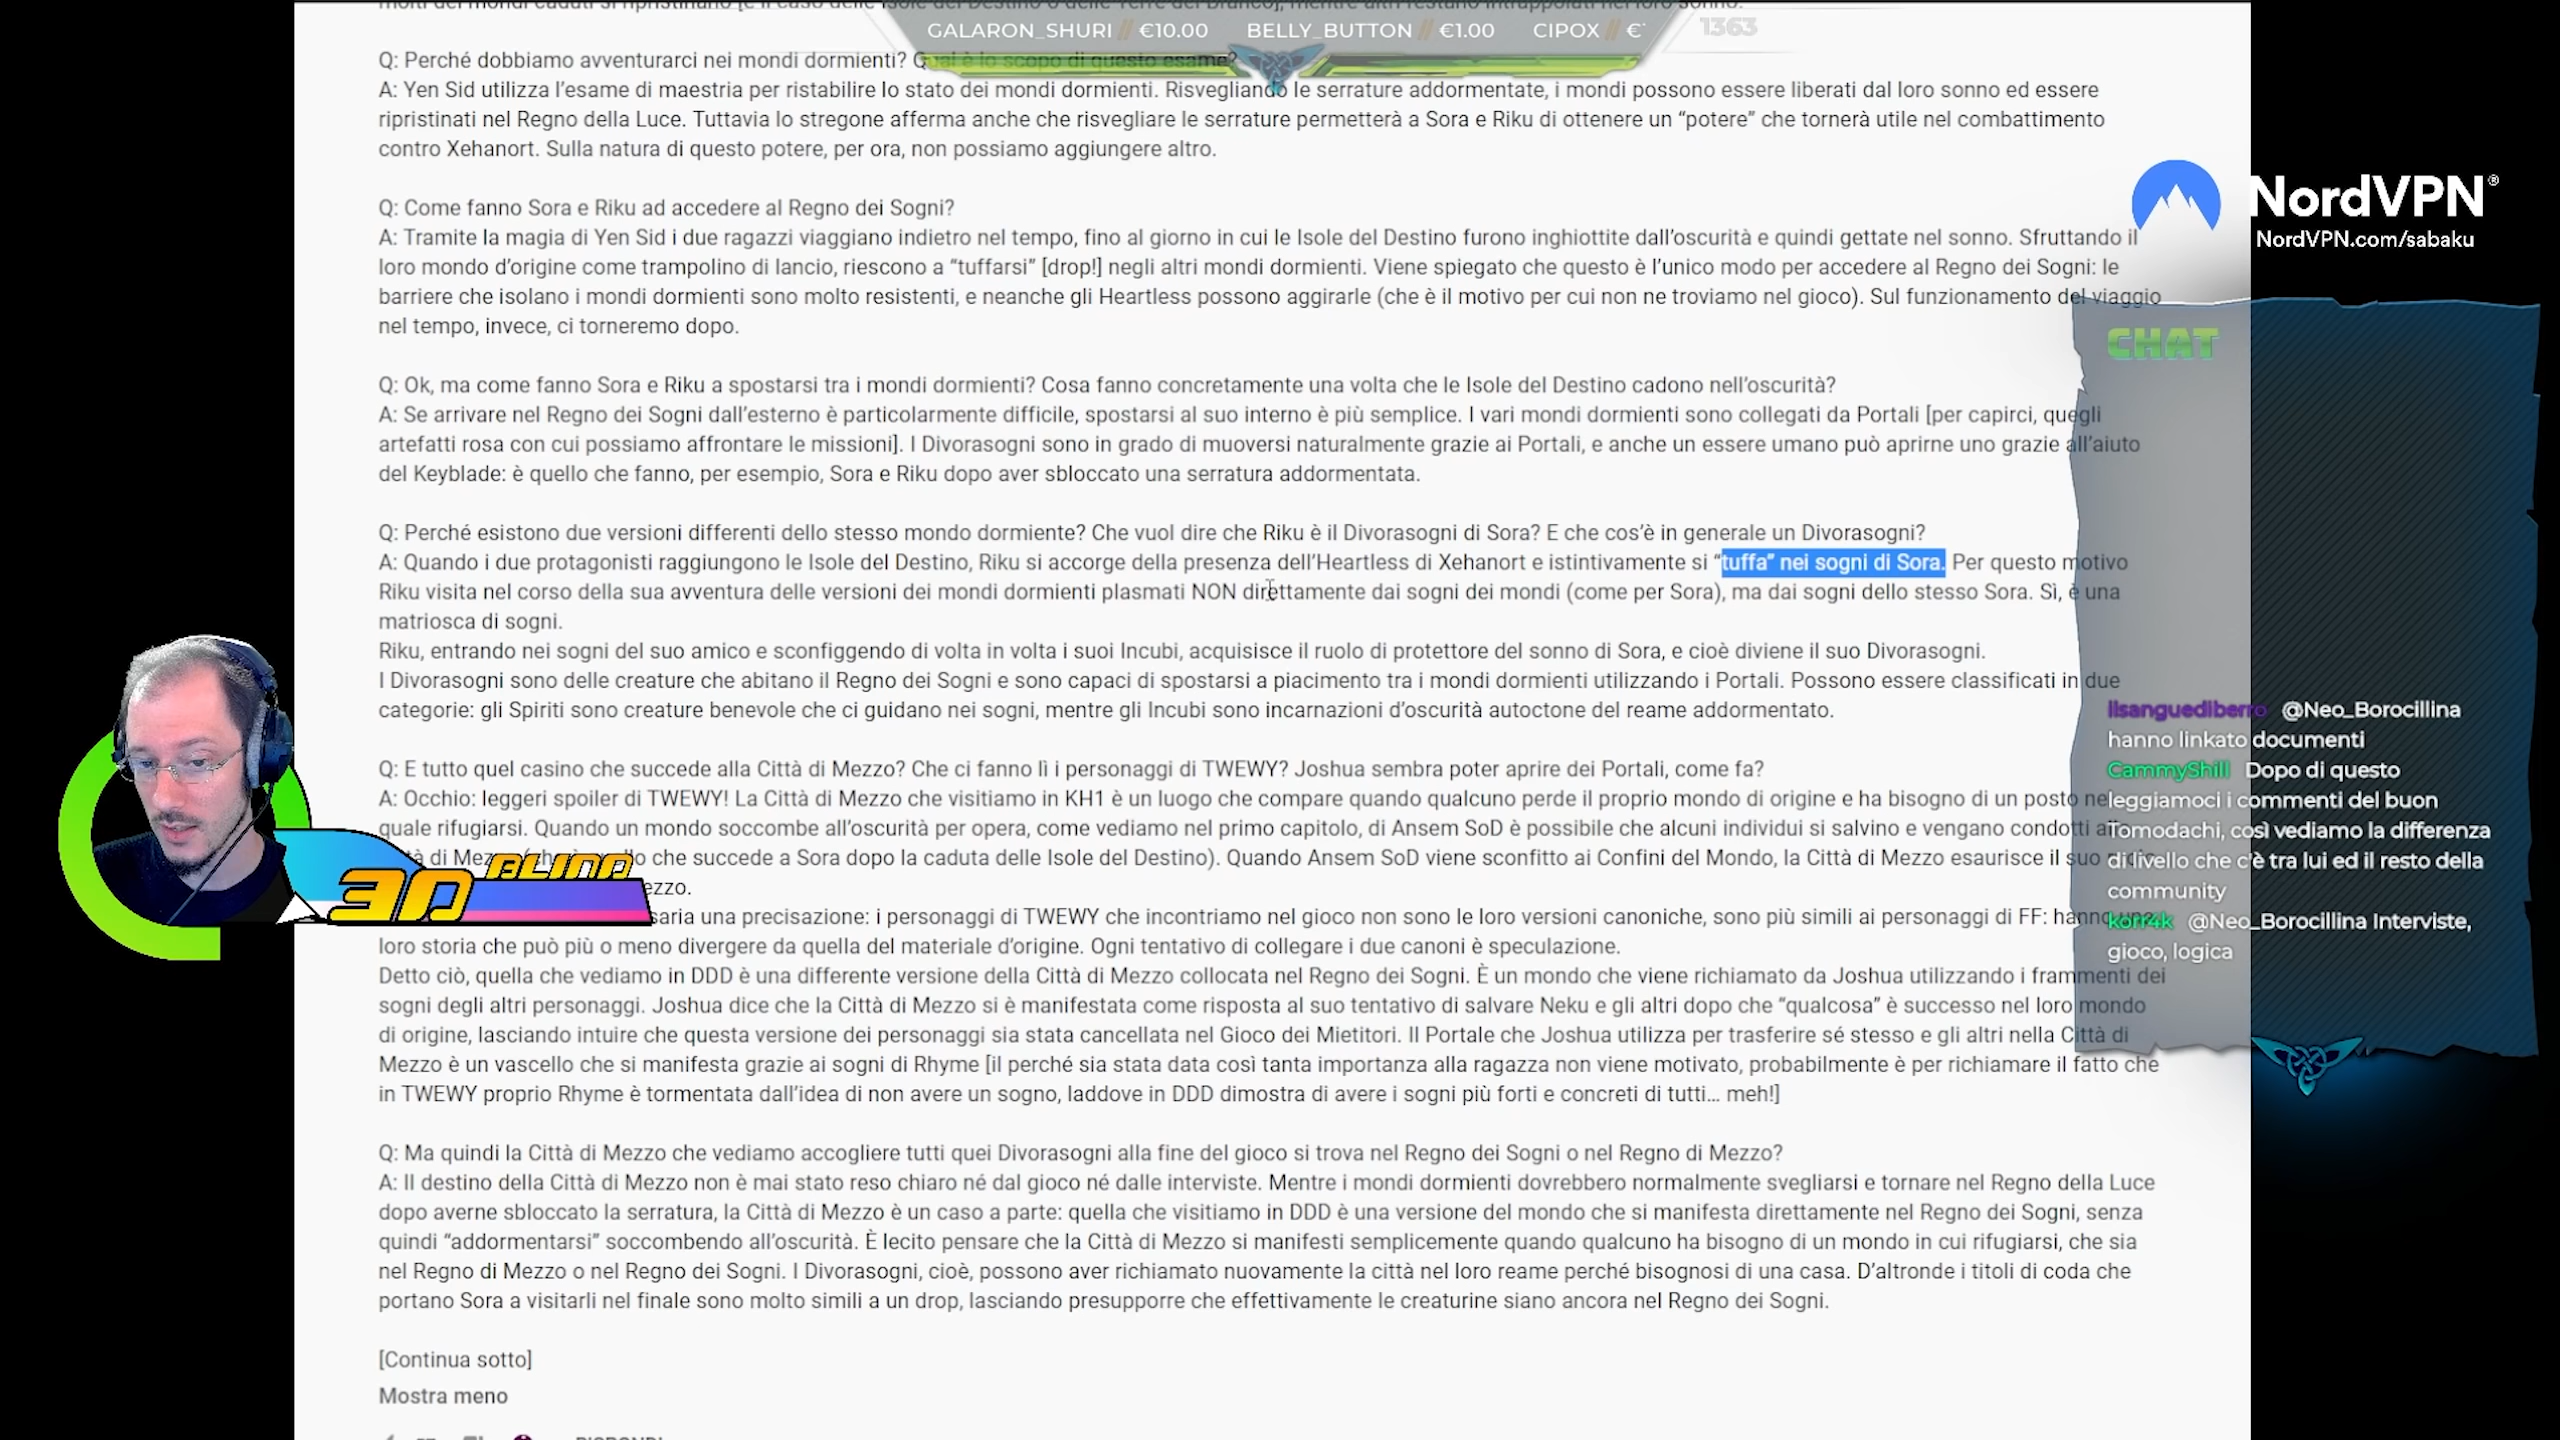 GALARON_SHURI // €10.00 BELLY_BUTTON // €1.00 CIPOX // €
1363
Q: Perché dobbiamo avventurarci nei mondi dormienti? Qual è lo scopo di questo esame?
A: Yen Sid utilizza l'esame di maestria per ristabilire lo stato dei mondi dormienti. Risvegliando le serrature addormentate, i mondi possono essere liberati dal loro sonno ed essere
ripristinati nel Regno della Luce. Tuttavia lo stregone afferma anche che risvegliare le serrature permetterà a Sora e Riku di ottenere un “potere” che tornerà utile nel combattimento
contro Xehanort. Sulla natura di questo potere, per ora, non possiamo aggiungere altro.
Q: Come fanno Sora e Riku ad accedere al Regno dei Sogni?
A: Tramite la magia di Yen Sid i due ragazzi viaggiano indietro nel tempo, fino al giorno in cui le Isole del Destino furono inghiottite dall'oscurità e quindi gettate nel sonno. Sfruttando il
loro mondo d'origine come trampolino di lancio, riescono a “tuffarsi” [drop!] negli altri mondi dormienti. Viene spiegato che questo è l'unico modo per accedere al Regno dei Sogni: le
barriere che isolano i mondi dormienti sono molto resistenti, e neanche gli Heartless possono aggirarle (che è il motivo per cui non ne troviamo nel gioco). Sul funzionamento del viaggio
nel tempo, invece, ci torneremo dopo.
Q: Ok, ma come fanno Sora e Riku a spostarsi tra i mondi dormienti? Cosa fanno concretamente una volta che le Isole del Destino cadono nell'oscurità?
A: Se arrivare nel Regno dei Sogni dall'esterno è particolarmente difficile, spostarsi al suo interno è più semplice. I vari mondi dormienti sono collegati da Portali [per capirci, quegli
artefatti rosa con cui possiamo affrontare le missioni]. I Divorasogni sono in grado di muoversi naturalmente grazie ai Portali, e anche un essere umano può aprirne uno grazie all'aiuto
del Keyblade: è quello che fanno, per esempio, Sora e Riku dopo aver sbloccato una serratura addormentata.
Q: Perché esistono due versioni differenti dello stesso mondo dormiente? Che vuol dire che Riku è il Divorasogni di Sora? E che cos'è in generale un Divorasogni?
A: Quando i due protagonisti raggiungono le Isole del Destino, Riku si accorge della presenza dell'Heartless di Xehanort e istintivamente si “tuffa” nei sogni di Sora. Per questo motivo
Riku visita nel corso della sua avventura delle versioni dei mondi dormienti plasmati NON direttamente dai sogni dei mondi (come per Sora), ma dai sogni dello stesso Sora. Sì, è una
matriosca di sogni.
Riku, entrando nei sogni del suo amico e sconfiggendo di volta in volta i suoi Incubi, acquisisce il ruolo di protettore del sonno di Sora, e cioè diviene il suo Divorasogni.
I Divorasogni sono delle creature che abitano il Regno dei Sogni e sono capaci di spostarsi a piacimento tra i mondi dormienti utilizzando i Portali. Possono essere classificati in due
categorie: gli Spiriti sono creature benevole che ci guidano nei sogni, mentre gli Incubi sono incarnazioni d'oscurità autoctone del reame addormentato.
Q: E tutto quel casino che succede alla Città di Mezzo? Che ci fanno lì i personaggi di TWEWY? Joshua sembra poter aprire dei Portali, come fa?
A: Occhio: leggeri spoiler di TWEWY! La Città di Mezzo che visitiamo in KH1 è un luogo che compare quando qualcuno perde il proprio mondo di origine e ha bisogno di un posto nel
quale rifugiarsi. Quando un mondo soccombe all'oscurità per opera, come vediamo nel primo capitolo, di Ansem SoD è possibile che alcuni individui si salvino e vengano condotti
di che succede a Sora dopo la caduta delle Isole del Destino). Quando Ansem SoD viene sconfitto ai Confini del Mondo, la Città di Mezzo esaurisce il suo
ezzo.
saria una precisazione: i personaggi di TWEWY che incontriamo nel gioco non sono le loro versioni canoniche, sono più simili ai personaggi di FF: hanno una
loro storia che può più o meno divergere da quella del materiale d'origine. Ogni tentativo di collegare i due canoni è speculazione.
Detto ciò, quella che vediamo in DDD è una differente versione della Città di Mezzo collocata nel Regno dei Sogni. È un mondo che viene richiamato da Joshua utilizzando i frammenti dei
sogni degli altri personaggi. Joshua dice che la Città di Mezzo si è manifestata come risposta al suo tentativo di salvare Neku e gli altri dopo che “qualcosa” è successo nel loro mondo
di origine, lasciando intuire che questa versione dei personaggi sia stata cancellata nel Gioco dei Mietitori. Il Portale che Joshua utilizza per trasferire sé stesso e gli altri nella Città di
Mezzo è un vascello che si manifesta grazie ai sogni di Rhyme [il perché sia stata data così tanta importanza alla ragazza non viene motivato, probabilmente è per richiamare il fatto che
in TWEWY proprio Rhyme è tormentata dall'idea di non avere un sogno, laddove in DDD dimostra di avere i sogni più forti e concreti di tutti... meh!]
Q: Ma quindi la Città di Mezzo che vediamo accogliere tutti quei Divorasogni alla fine del gioco si trova nel Regno dei Sogni o nel Regno di Mezzo?
A: Il destino della Città di Mezzo non è mai stato reso chiaro né dal gioco né dalle interviste. Mentre i mondi dormienti dovrebbero normalmente svegliarsi e tornare nel Regno della Luce
dopo averne sbloccato la serratura, la Città di Mezzo è un caso a parte: quella che visitiamo in DDD è una versione del mondo che si manifesta direttamente nel Regno dei Sogni, senza
quindi “addormentarsi” soccombendo all'oscurità. È lecito pensare che la Città di Mezzo si manifesti semplicemente quando qualcuno ha bisogno di un mondo in cui rifugiarsi, che sia
nel Regno di Mezzo o nel Regno dei Sogni. I Divorasogni, cioè, possono aver richiamato nuovamente la città nel loro reame perché bisognosi di una casa. D'altronde i titoli di coda che
portano Sora a visitarli nel finale sono molto simili a un drop, lasciando presupporre che effettivamente le creaturine siano ancora nel Regno dei Sogni.
[Continua sotto]
Mostra meno
3D BLIND
NordVPN®
NordVPN.com/sabaku
CHAT
ilsanguediberro @Neo_Borocillina
hanno linkato documenti
CammyShill Dopo di questo
leggiamoci i commenti del buon
Tomodachi, così vediamo la differenza
di livello che c'è tra lui ed il resto della
community
korr4k @Neo_Borocillina Interviste,
gioco, logica